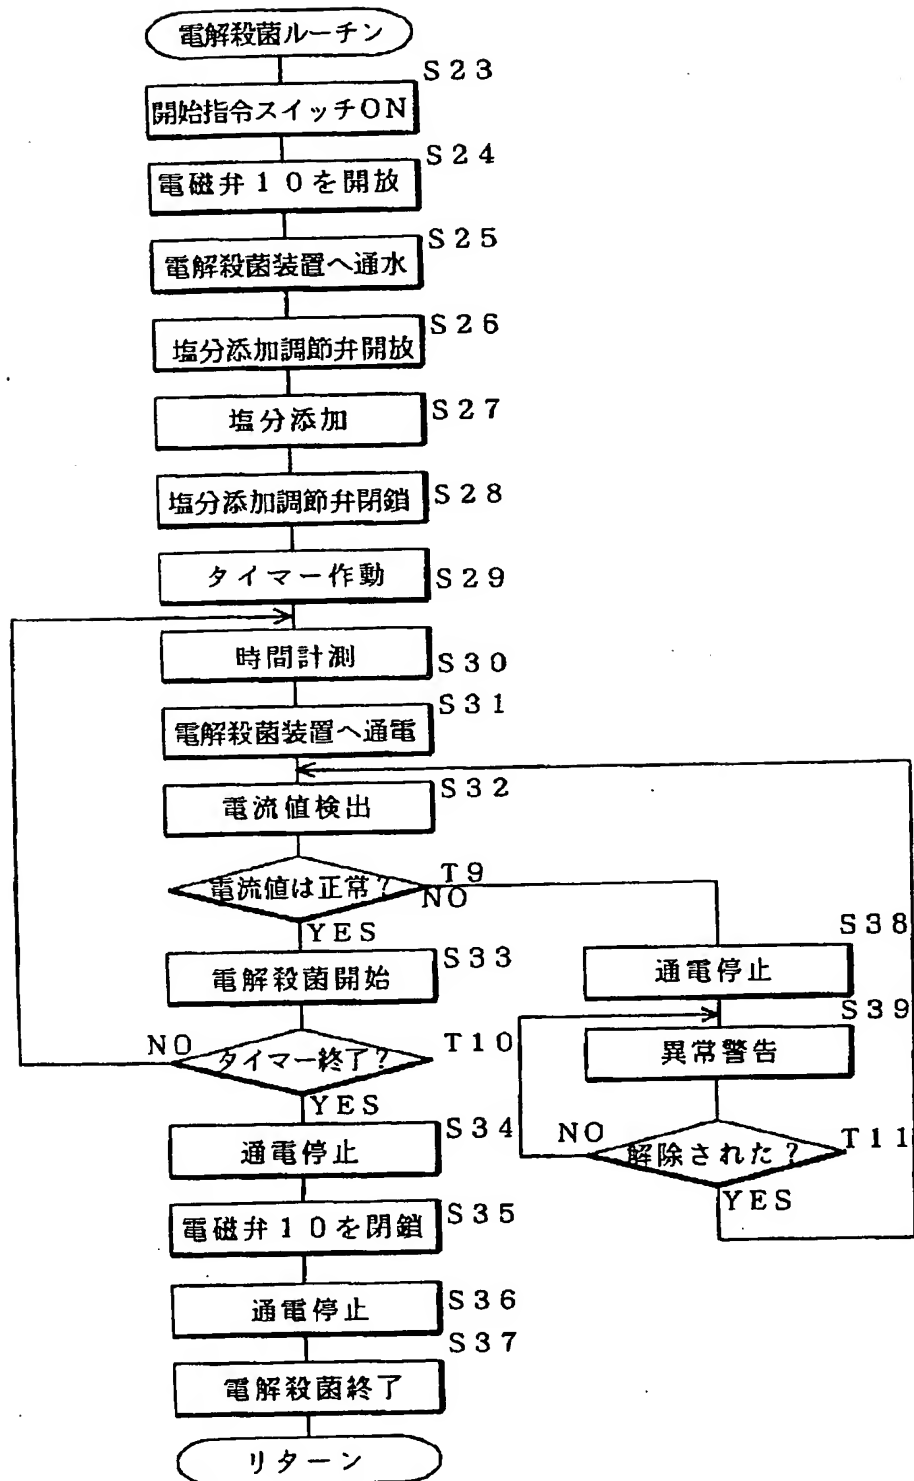 電解殺菌ルーチン
S23
開始指令スイッチON
S24
電磁弁10を開放
S25
電解殺菌装置へ通水
S26
塩分添加調節弁開放
S27
塩分添加
S28
塩分添加調節弁閉鎖
タイマー作動 S29
時間計測 S30
S31
電解殺菌装置へ通電
S32
電流値検出
T9
電流値は正常?
NO
YES
S33
電解殺菌開始
NO
タイマー終了?
T10
YES
S34
通電停止
S35
電磁弁10を閉鎖
通電停止
S36
S37
電解殺菌終了
リターン
S38
通電停止
S39
異常警告
NO
解除された?
T11
YES